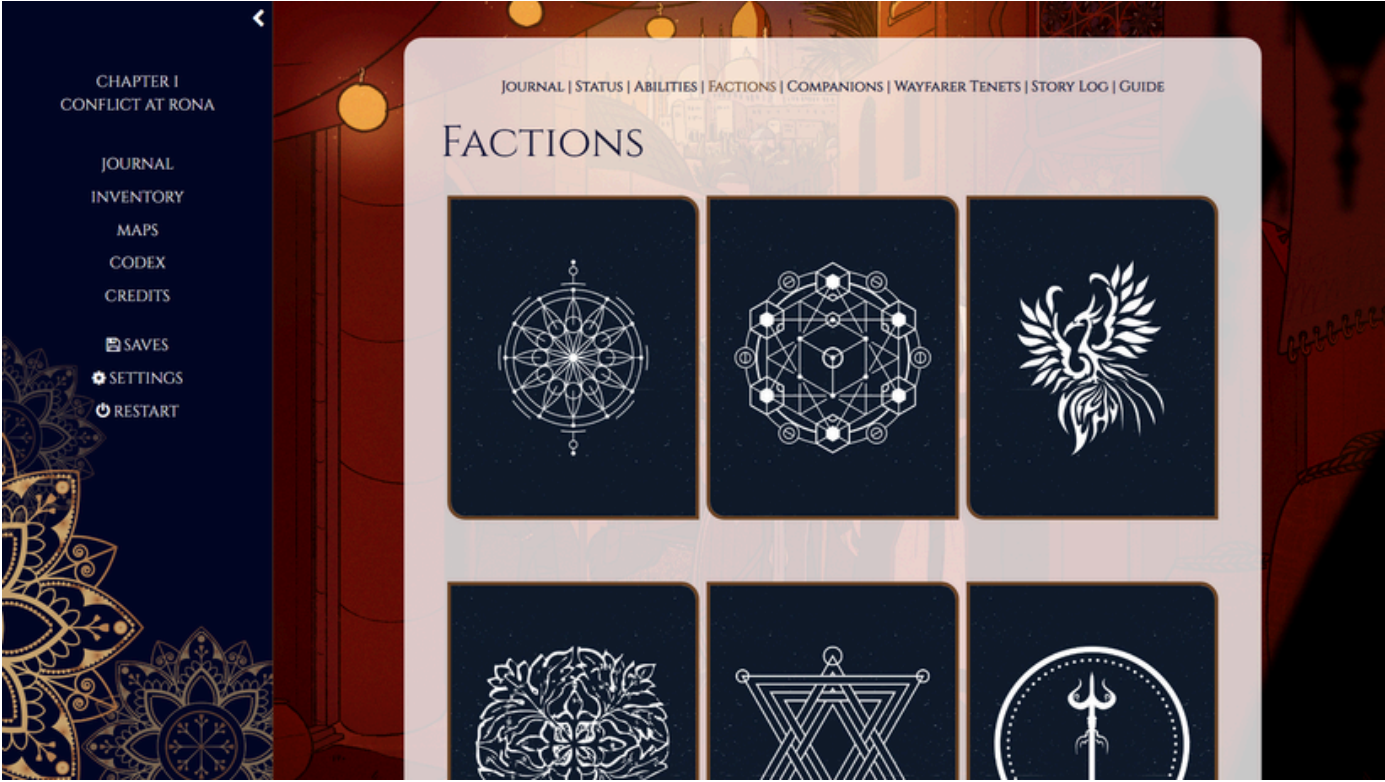 CHAPTER I
CONFLICT AT RONA
JOURNAL
INVENTORY
MAPS
CODEX
CREDITS
SAVES
SETTINGS
RESTART
JOURNAL | STATUS | ABILITIES | FACTIONS | COMPANIONS | WAYFARER TENETS | STORY LOG | GUIDE
FACTIONS